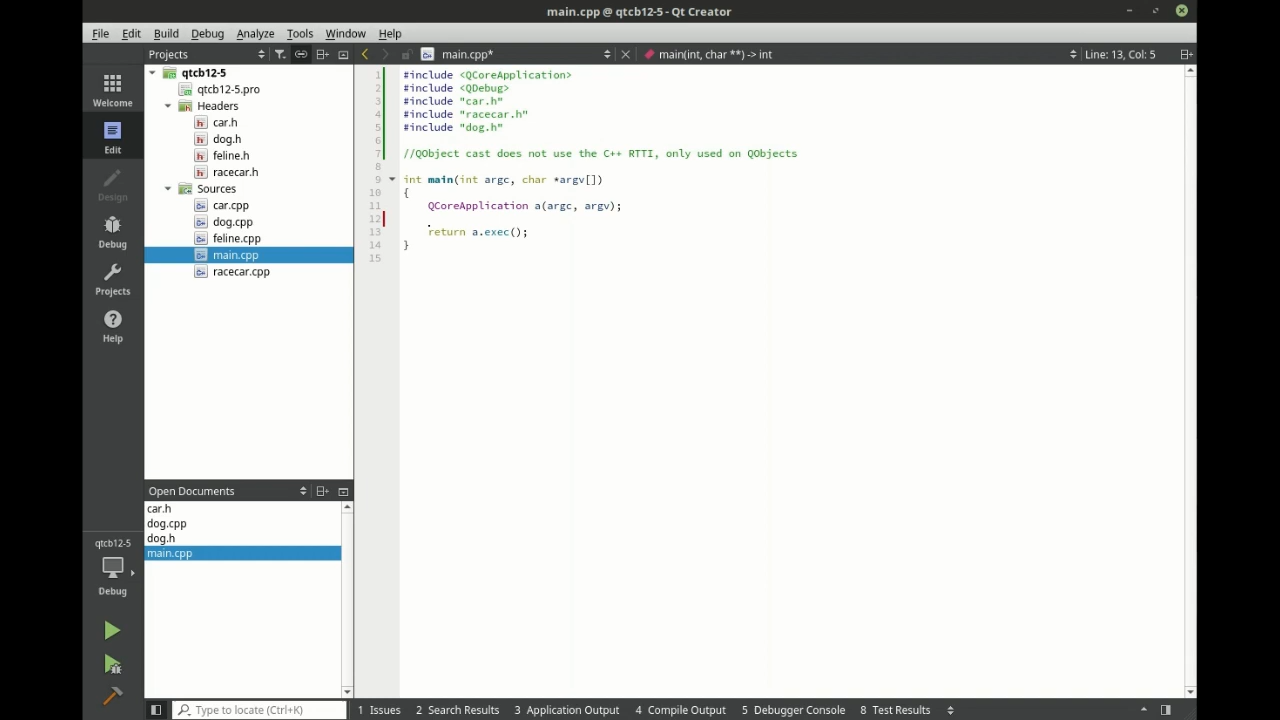 main.cpp @ qtcb12-5 - Qt Creator
File Edit Build Debug Analyze Tools Window Help
Projects
main.cpp*
main(int, char **) -> int
Line: 13, Col: 5
Welcome
Edit
Design
Debug
Projects
Help
qtcb12-5
qtcb12-5.pro
Headers
car.h
dog.h
feline.h
racecar.h
Sources
car.cpp
dog.cpp
feline.cpp
main.cpp
racecar.cpp
1 #include <QCoreApplication>
2 #include <QDebug>
3 #include "car.h"
4 #include "racecar.h"
5 #include "dog.h"
6
7 //QObject cast does not use the C++ RTTI, only used on QObjects
8
9 int main(int argc, char *argv[])
10 {
11 QCoreApplication a(argc, argv);
12
13 return a.exec();
14 }
15
Open Documents
car.h
dog.cpp
dog.h
main.cpp
qtcb12-5
Debug
Type to locate (Ctrl+K)
1 Issues 2 Search Results 3 Application Output 4 Compile Output 5 Debugger Console 8 Test Results